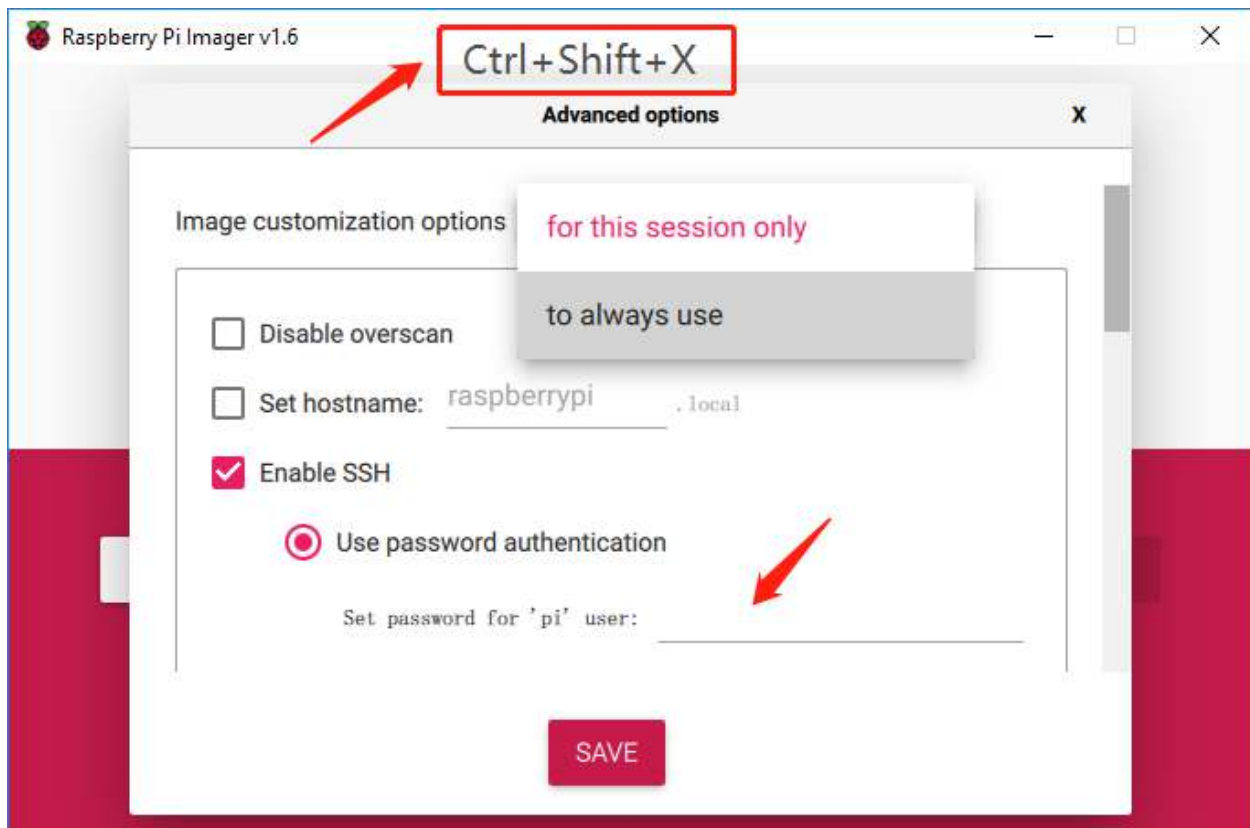 Raspberry Pi Imager v1.6
Ctrl+Shift+X
Advanced options X
Image customization options for this session only
to always use
Disable overscan
Set hostname: raspberrypi .local
Enable SSH
Use password authentication
Set password for 'pi' user:
SAVE